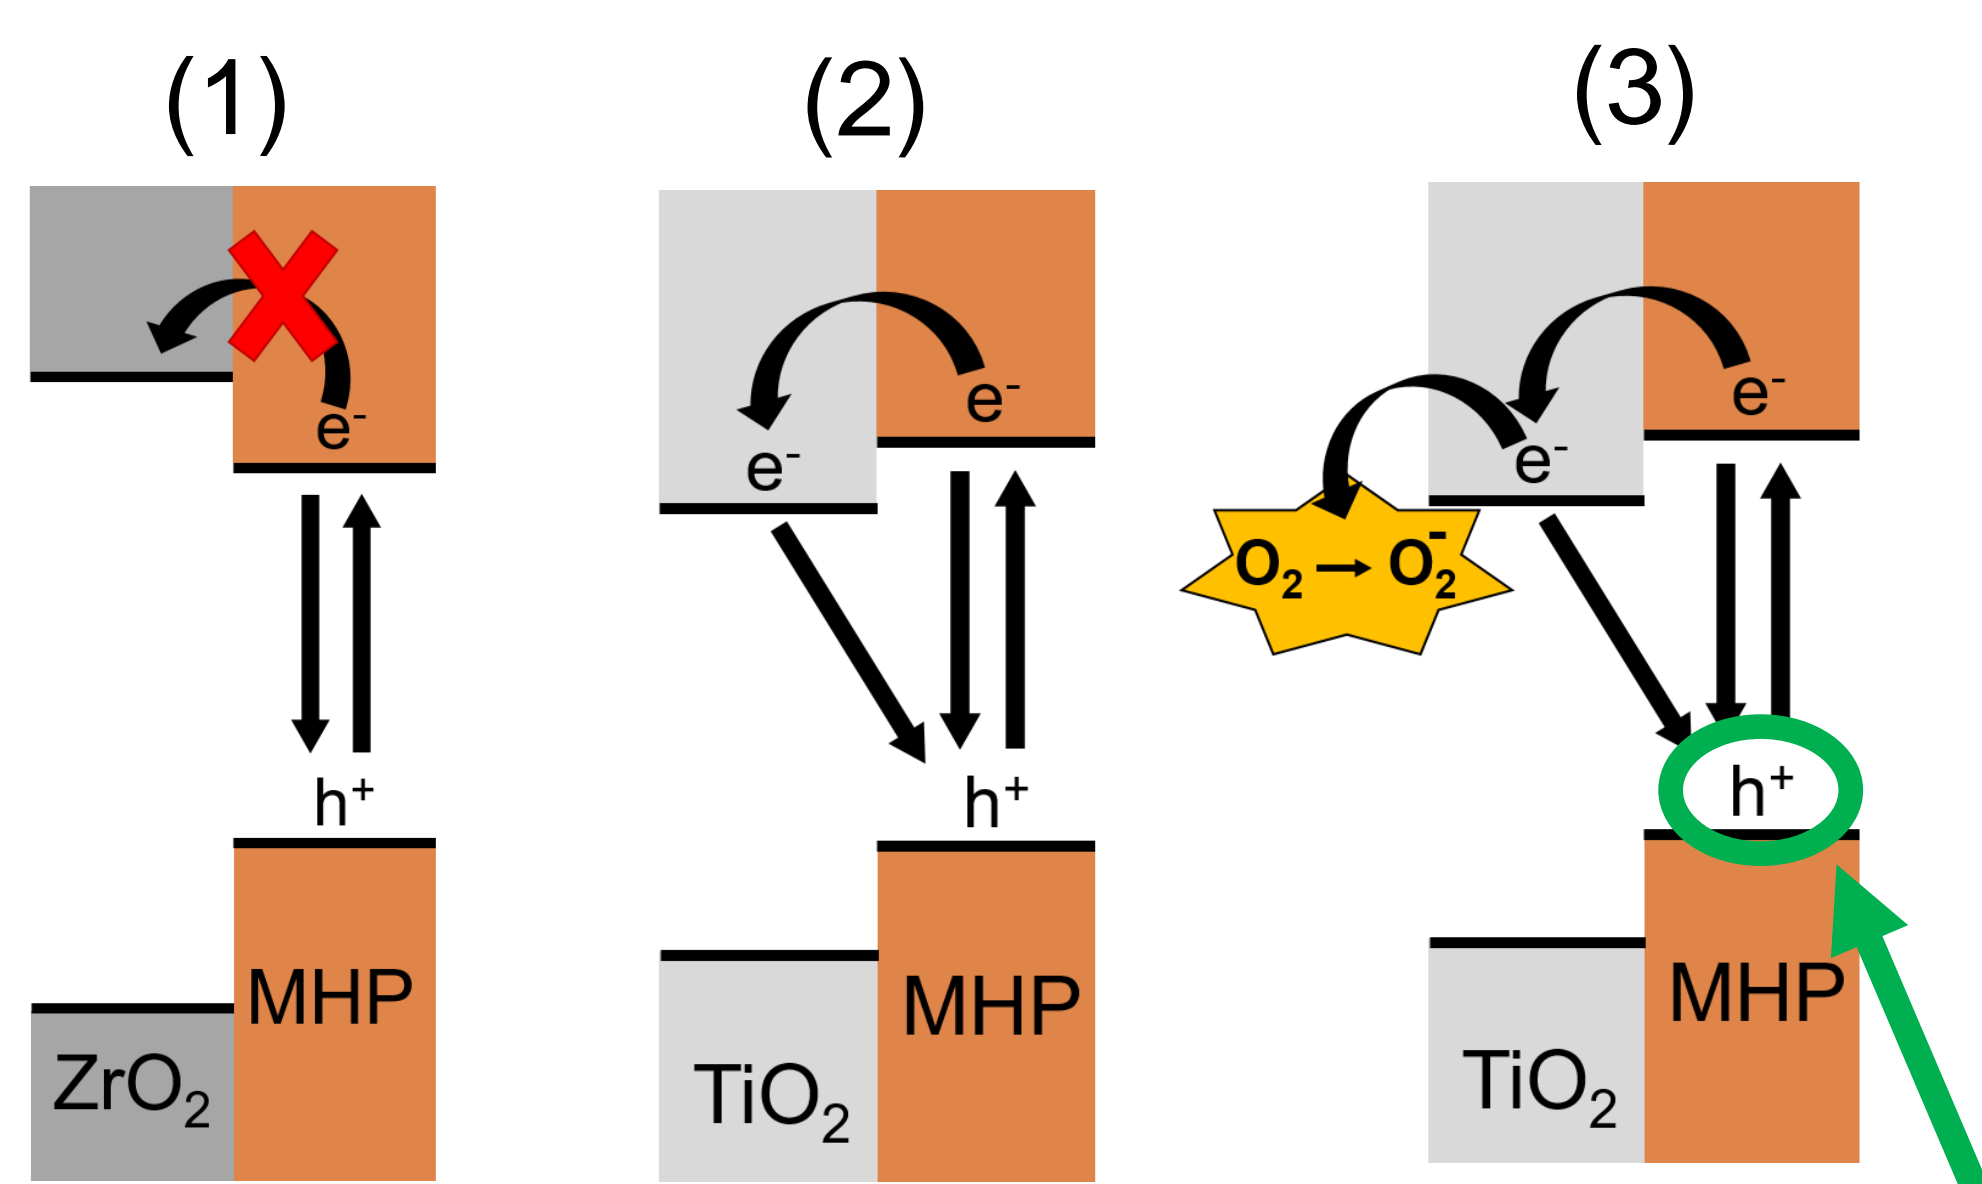 (1)
(2)
(3)
e⁻
e⁻
e⁻
e⁻
e⁻
O₂ → O₂⁻
h⁺
h⁺
h⁺
MHP
MHP
MHP
ZrO₂
TiO₂
TiO₂